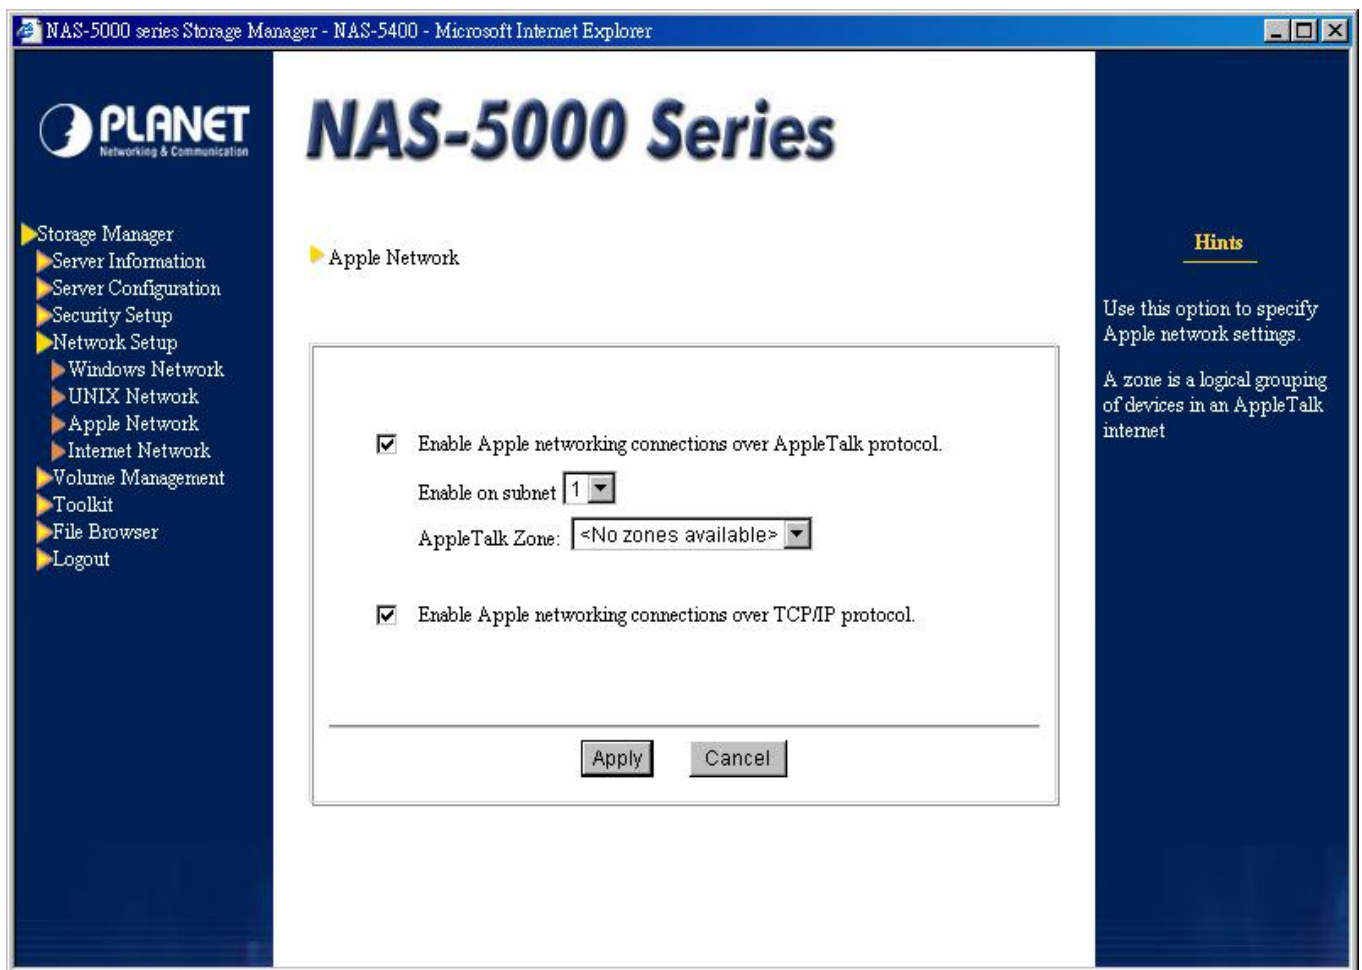 NAS-5000 series Storage Manager - NAS-5400 - Microsoft Internet Explorer
PLANET
Networking & Communication
NAS-5000 Series
Storage Manager
Server Information
Server Configuration
Security Setup
Network Setup
Windows Network
UNIX Network
Apple Network
Internet Network
Volume Management
Toolkit
File Browser
Logout
Apple Network
Enable Apple networking connections over AppleTalk protocol.
Enable on subnet 1
AppleTalk Zone: <No zones available>
Enable Apple networking connections over TCP/IP protocol.
Apply Cancel
Hints
Use this option to specify
Apple network settings.
A zone is a logical grouping
of devices in an AppleTalk
internet